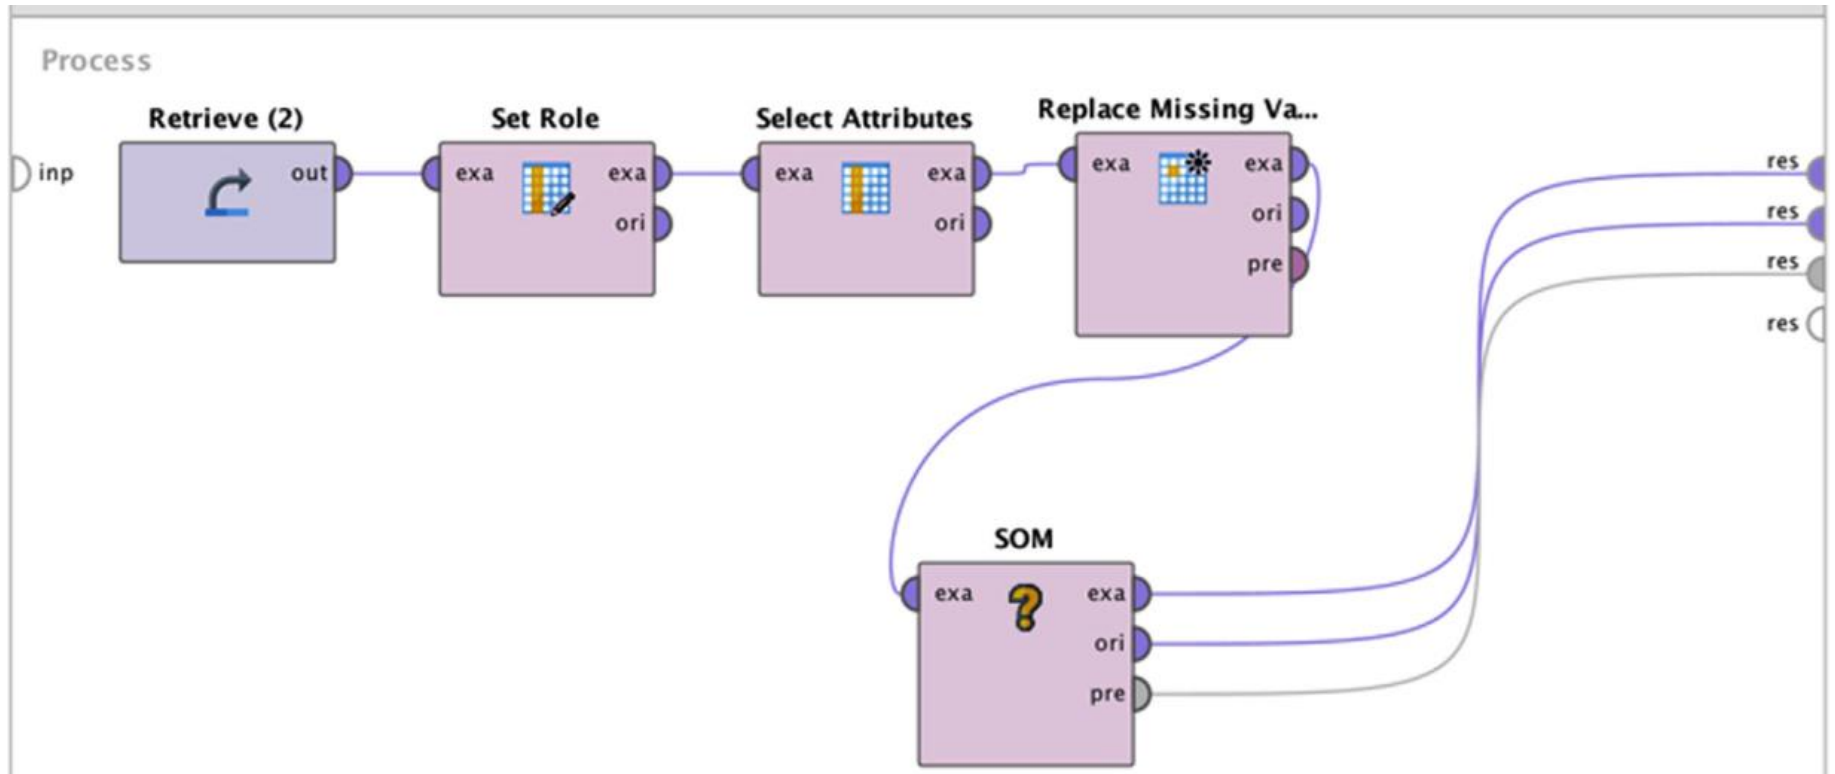 Process
inp
Retrieve (2)
out
Set Role
exa
exa
ori
Select Attributes
exa
exa
ori
Replace Missing Va...
exa
exa
ori
pre
SOM
exa
?
exa
ori
pre
res
res
res
res